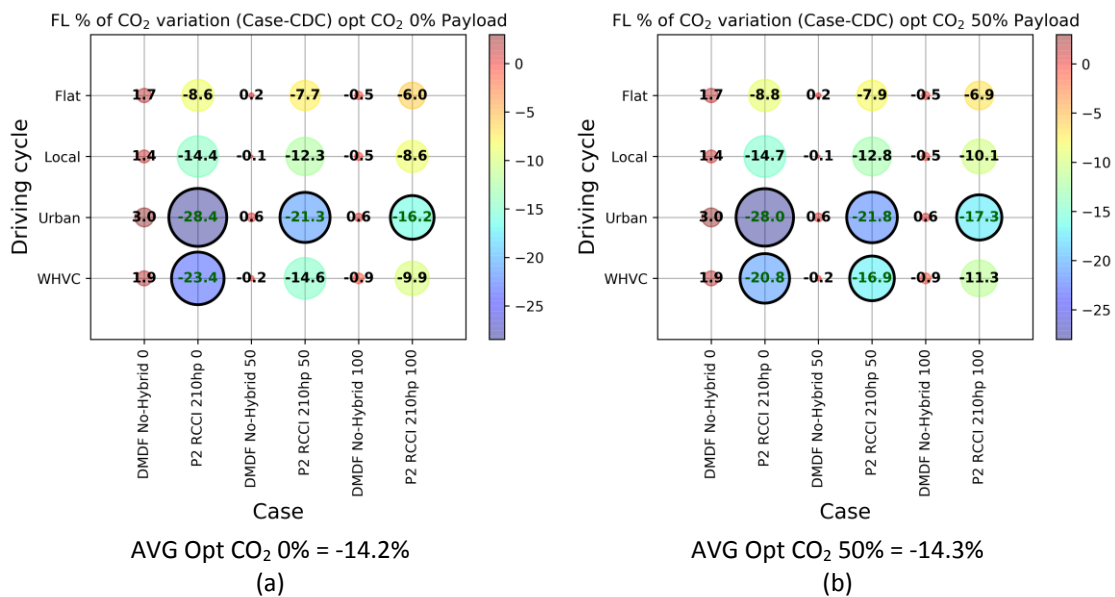 FL % of CO₂ variation (Case-CDC) opt CO₂ 0% Payload
Driving cycle
Flat 1.7 -8.6 0.2 -7.7 -0.5 -6.0
Local 1.4 -14.4 -0.1 -12.3 -0.5 -8.6
Urban 3.0 -28.4 0.6 -21.3 0.6 -16.2
WHVC 1.9 -23.4 -0.2 -14.6 -0.9 -9.9
0
−5
−10
−15
−20
−25
DMDF No-Hybrid 0
P2 RCCI 210hp 0
DMDF No-Hybrid 50
P2 RCCI 210hp 50
DMDF No-Hybrid 100
P2 RCCI 210hp 100
Case
AVG Opt CO₂ 0% = -14.2%
(a)
FL % of CO₂ variation (Case-CDC) opt CO₂ 50% Payload
Driving cycle
Flat 1.7 -8.8 0.2 -7.9 -0.5 -6.9
Local 1.4 -14.7 -0.1 -12.8 -0.5 -10.1
Urban 3.0 -28.0 0.6 -21.8 0.6 -17.3
WHVC 1.9 -20.8 -0.2 -16.9 -0.9 -11.3
0
−5
−10
−15
−20
−25
DMDF No-Hybrid 0
P2 RCCI 210hp 0
DMDF No-Hybrid 50
P2 RCCI 210hp 50
DMDF No-Hybrid 100
P2 RCCI 210hp 100
Case
AVG Opt CO₂ 50% = -14.3%
(b)